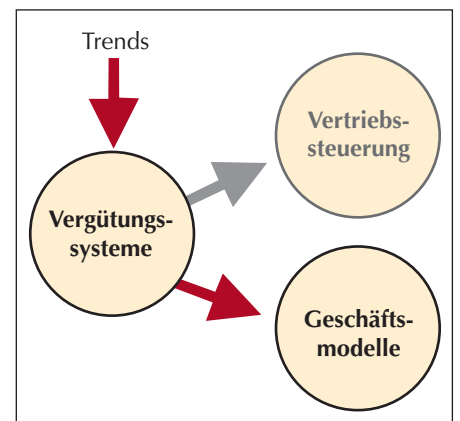 Trends
Vertriebs-
steuerung
Vergütungs-
systeme
Geschäfts-
modelle